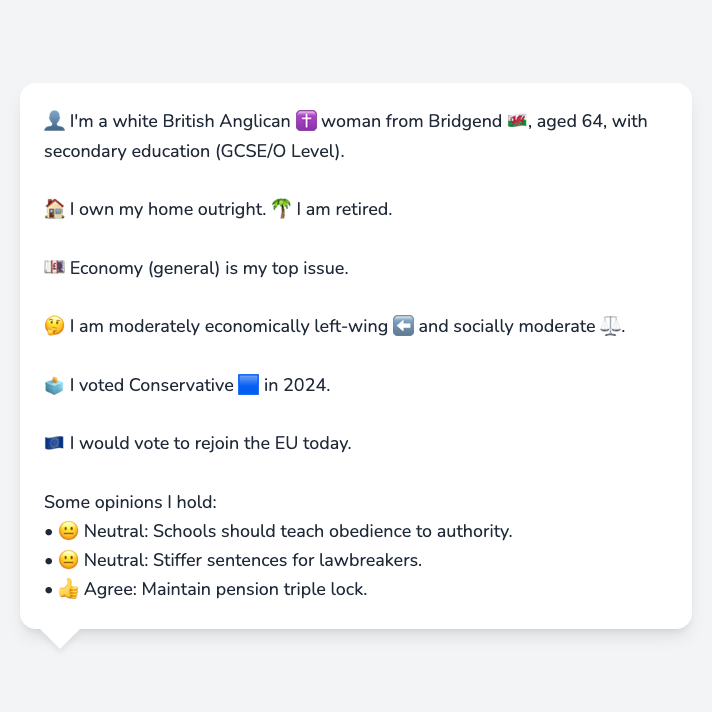 👤 I'm a white British Anglican ✝️ woman from Bridgend 🏴󠁧󠁢󠁷󠁬󠁳󠁿, aged 64, with
secondary education (GCSE/O Level).
🏠 I own my home outright. 🌴 I am retired.
💷 Economy (general) is my top issue.
🤔 I am moderately economically left-wing ⬅️ and socially moderate ⚖️.
🗳️ I voted Conservative 🟦 in 2024.
🇪🇺 I would vote to rejoin the EU today.
Some opinions I hold:
• 😐 Neutral: Schools should teach obedience to authority.
• 😐 Neutral: Stiffer sentences for lawbreakers.
• 👍 Agree: Maintain pension triple lock.